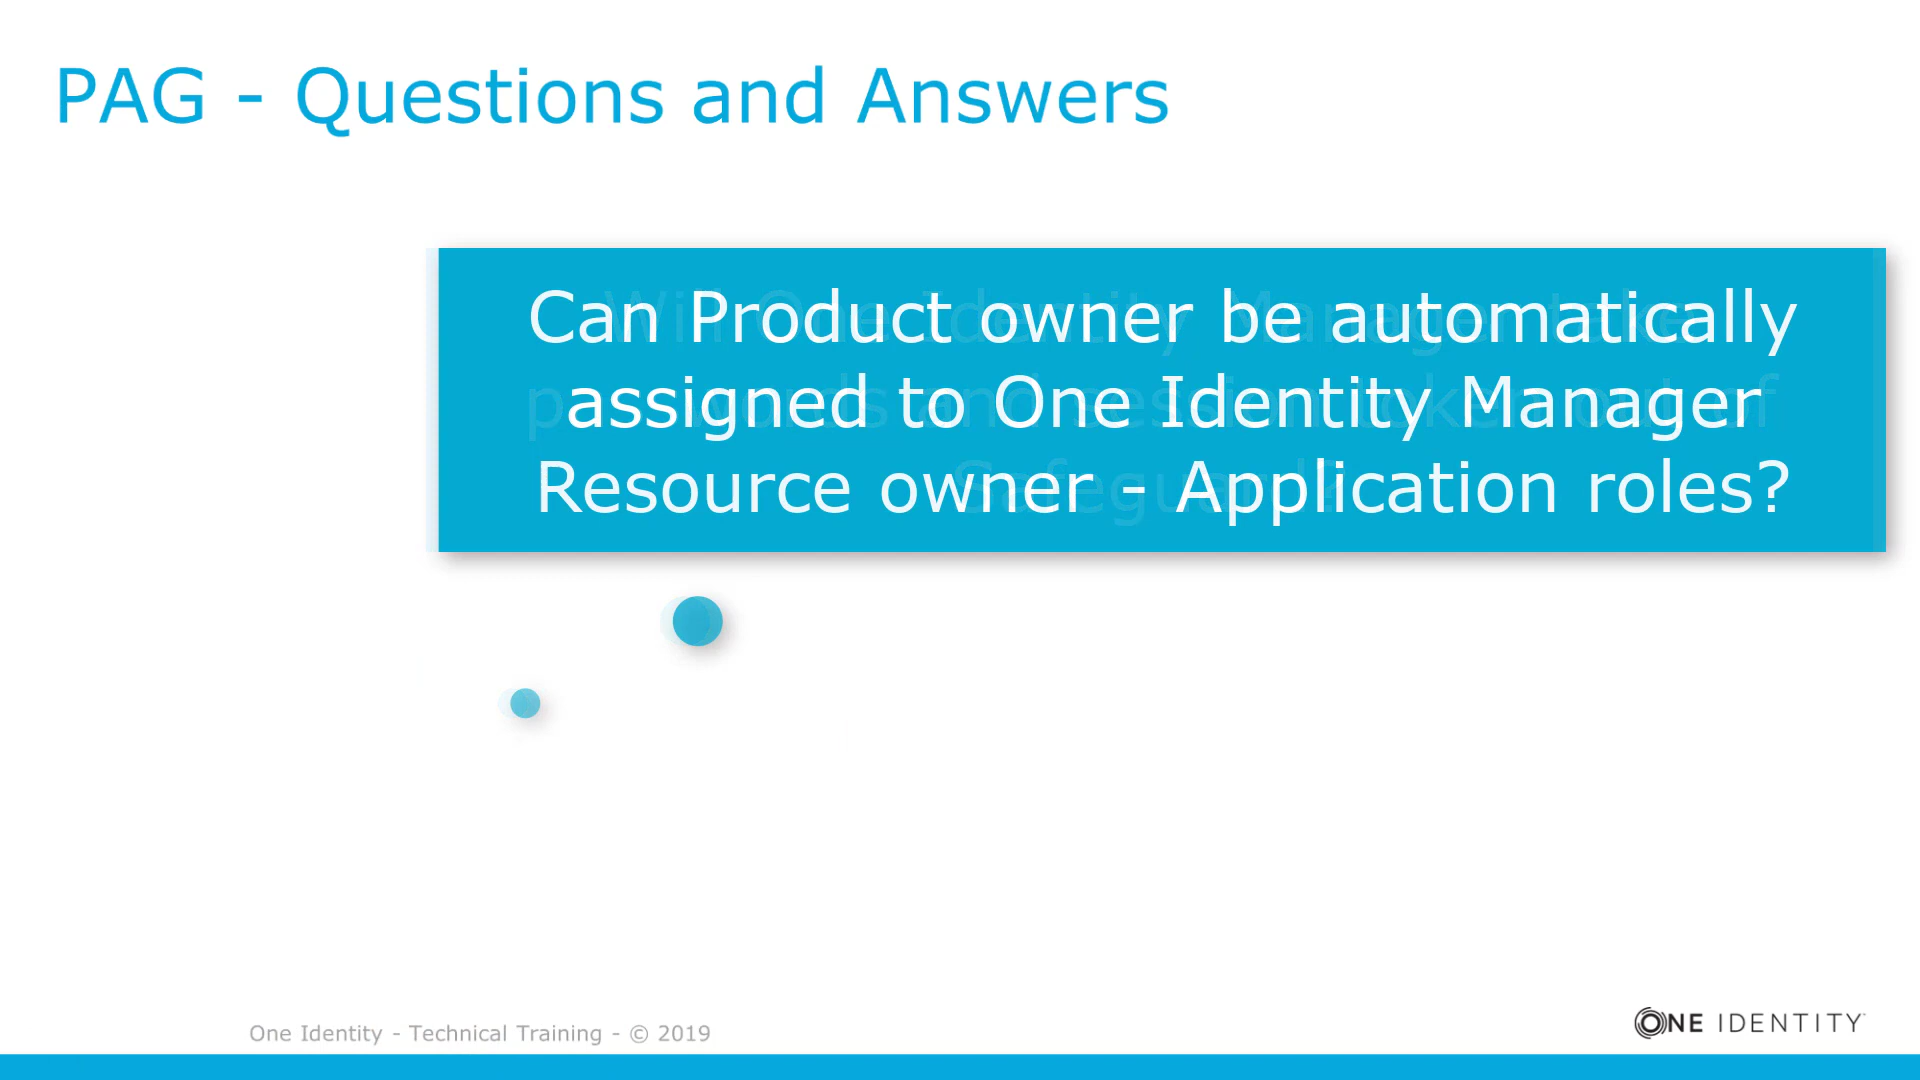 PAG - Questions and Answers
Can Product owner be automatically
assigned to One Identity Manager
Resource owner - Application roles?
One Identity - Technical Training - © 2019
ONE IDENTITY